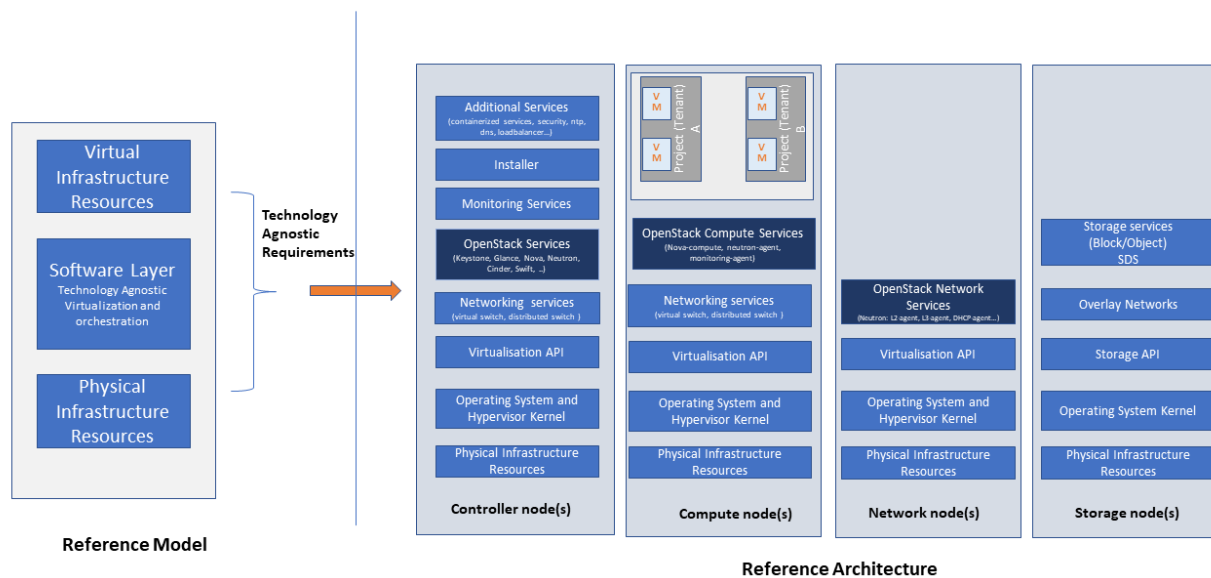 Virtual
Infrastructure
Resources
Software Layer
Technology Agnostic
Virtualization and
orchestration
Physical
Infrastructure
Resources
Reference Model
Technology
Agnostic
Requirements
Additional Services
(containerized services, security, ntp,
dns, loadbalancer...)
Installer
Monitoring Services
OpenStack Services
(Keystone, Glance, Nova, Neutron,
Cinder, Swift, ..)
Networking services
(virtual switch, distributed switch )
Virtualisation API
Operating System and
Hypervisor Kernel
Physical Infrastructure
Resources
Controller node(s)
V
M
V
M
Project (Tenant)
A
V
M
V
M
Project (Tenant)
B
OpenStack Compute Services
(Nova-compute, neutron-agent,
monitoring-agent)
Networking services
(virtual switch, distributed switch )
Virtualisation API
Operating System and
Hypervisor Kernel
Physical Infrastructure
Resources
Compute node(s)
OpenStack Network
Services
(Neutron: L2 agent, L3 agent, DHCP agent...)
Virtualisation API
Operating System and
Hypervisor Kernel
Physical Infrastructure
Resources
Network node(s)
Storage services
(Block/Object)
SDS
Overlay Networks
Storage API
Operating System Kernel
Physical Infrastructure
Resources
Storage node(s)
Reference Architecture